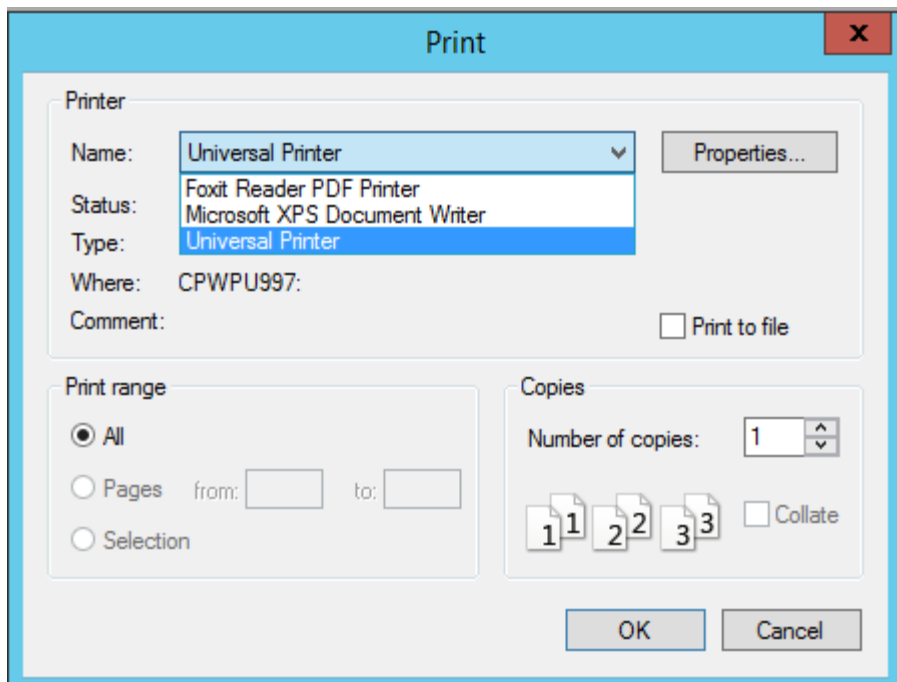 Print
x
Printer
Name: Universal Printer Properties...
Foxit Reader PDF Printer
Status: Microsoft XPS Document Writer
Type: Universal Printer
Where: CPWPU997:
Comment: Print to file
Print range
All
Pages from: to:
Selection
Copies
Number of copies: 1
1 1 2 2 3 3 Collate
OK Cancel